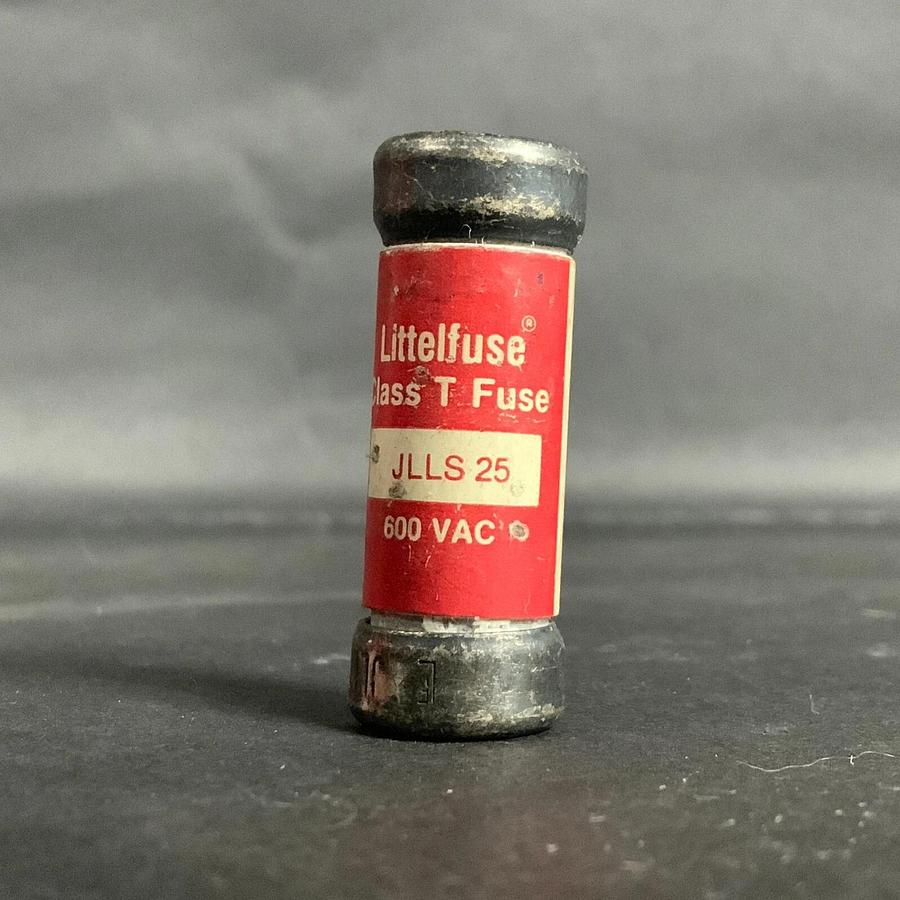 Littelfuse®
Class T Fuse
JLLS 25
600 VAC